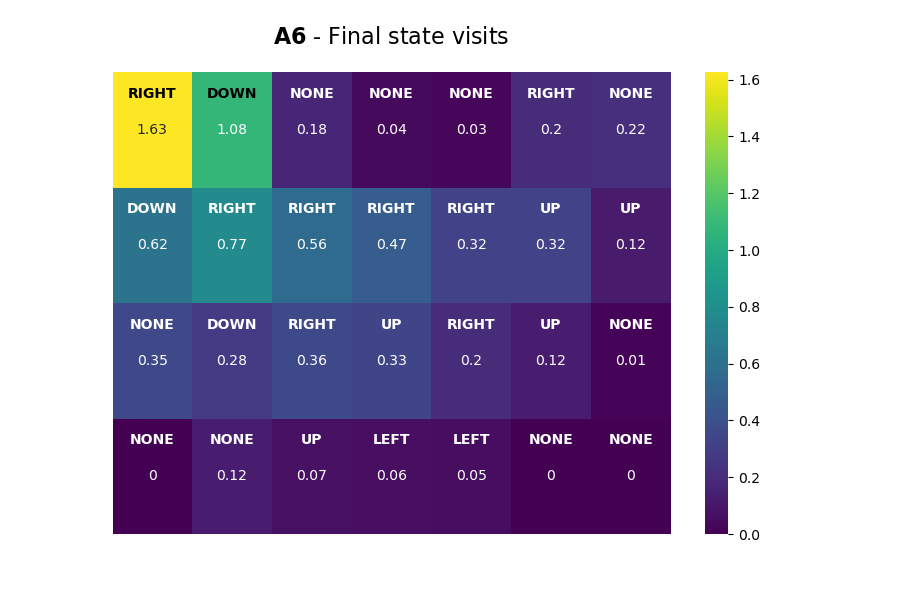 A6 - Final state visits
RIGHT DOWN NONE NONE NONE RIGHT NONE
1.63 1.08 0.18 0.04 0.03 0.2 0.22
DOWN RIGHT RIGHT RIGHT RIGHT UP UP
0.62 0.77 0.56 0.47 0.32 0.32 0.12
NONE DOWN RIGHT UP RIGHT UP NONE
0.35 0.28 0.36 0.33 0.2 0.12 0.01
NONE NONE UP LEFT LEFT NONE NONE
0 0.12 0.07 0.06 0.05 0 0
1.6
1.4
1.2
1.0
0.8
0.6
0.4
0.2
0.0